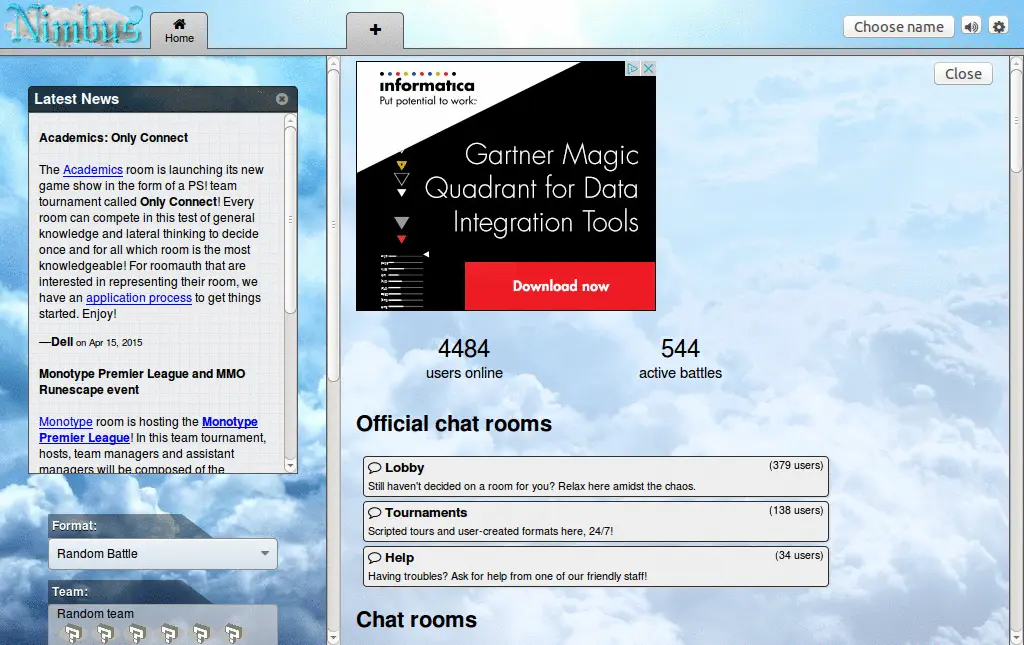 Nimbus
Home
+
Choose name
Latest News
Academics: Only Connect
The Academics room is launching its new
game show in the form of a PS! team
tournament called Only Connect! Every
room can compete in this test of general
knowledge and lateral thinking to decide
once and for all which room is the most
knowledgeable! For roomauth that are
interested in representing their room, we
have an application process to get things
started. Enjoy!
—Dell on Apr 15, 2015
Monotype Premier League and MMO
Runescape event
Monotype room is hosting the Monotype
Premier League! In this team tournament,
hosts, team managers and assistant
managers will be composed of the
Format:
Random Battle
Team:
Random team
? ? ? ? ? ?
Close
informatica
Put potential to work.
Gartner Magic
Quadrant for Data
Integration Tools
Download now
4484
users online
544
active battles
Official chat rooms
Lobby (379 users)
Still haven't decided on a room for you? Relax here amidst the chaos.
Tournaments (138 users)
Scripted tours and user-created formats here, 24/7!
Help (34 users)
Having troubles? Ask for help from one of our friendly staff!
Chat rooms